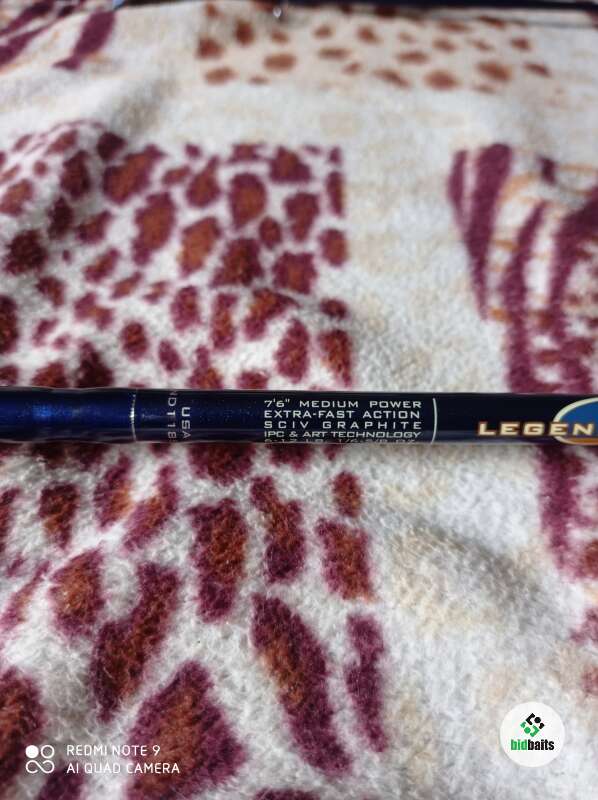 7'6" MEDIUM POWER
EXTRA-FAST ACTION
SCIV GRAPHITE
IPC & ART TECHNOLOGY
USA
LEGEN
REDMI NOTE 9
AI QUAD CAMERA
bidbaits